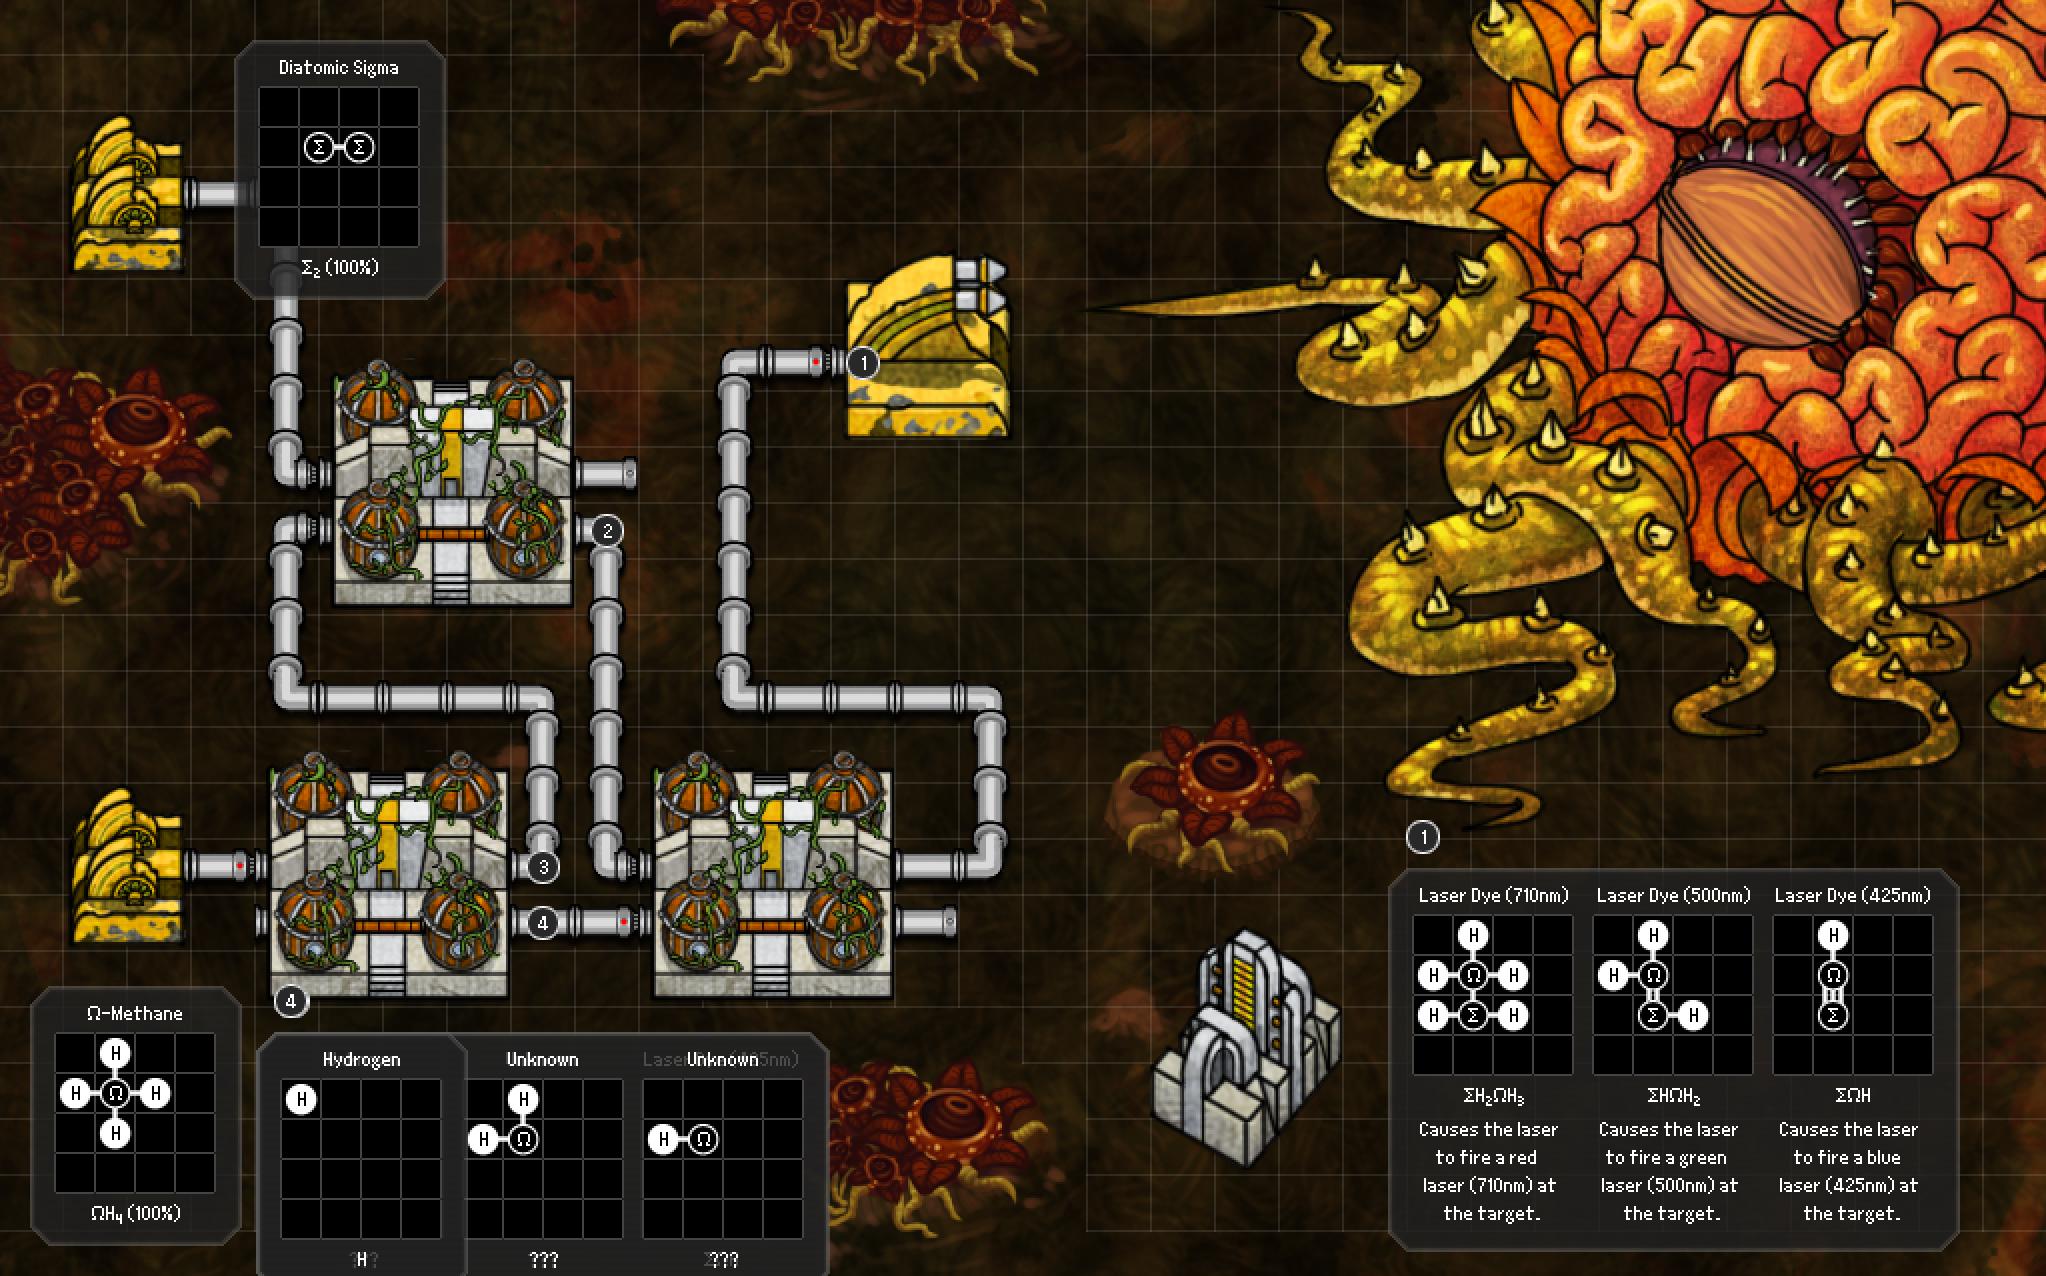 Diatomic Sigma
Σ Σ
Σ₂ (100%)
1
2
3
4
4
Ω-Methane
H
H Ω H
H
ΩH₄ (100%)
Hydrogen
H
H
Unknown
H
H Ω
???
Unknown
H Ω
???
1
Laser Dye (710nm)
H
H Ω H
H Σ H
ΣH₂ΩH₃
Causes the laser
to fire a red
laser (710nm) at
the target.
Laser Dye (500nm)
H
H Ω
Σ H
ΣHΩH₂
Causes the laser
to fire a green
laser (500nm) at
the target.
Laser Dye (425nm)
H
Ω
Σ
ΣΩH
Causes the laser
to fire a blue
laser (425nm) at
the target.